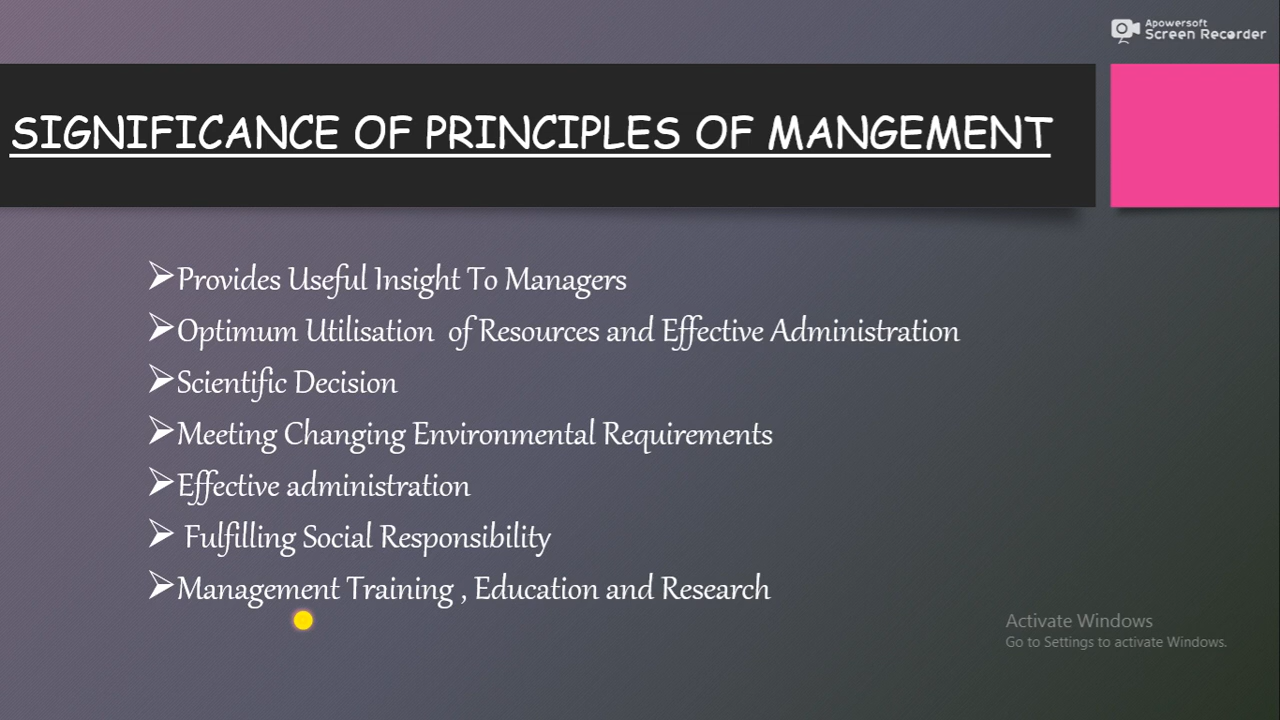 Apowersoft
Screen Recorder
SIGNIFICANCE OF PRINCIPLES OF MANGEMENT
➢Provides Useful Insight To Managers
➢Optimum Utilisation of Resources and Effective Administration
➢Scientific Decision
➢Meeting Changing Environmental Requirements
➢Effective administration
➢ Fulfilling Social Responsibility
➢Management Training , Education and Research
Activate Windows
Go to Settings to activate Windows.